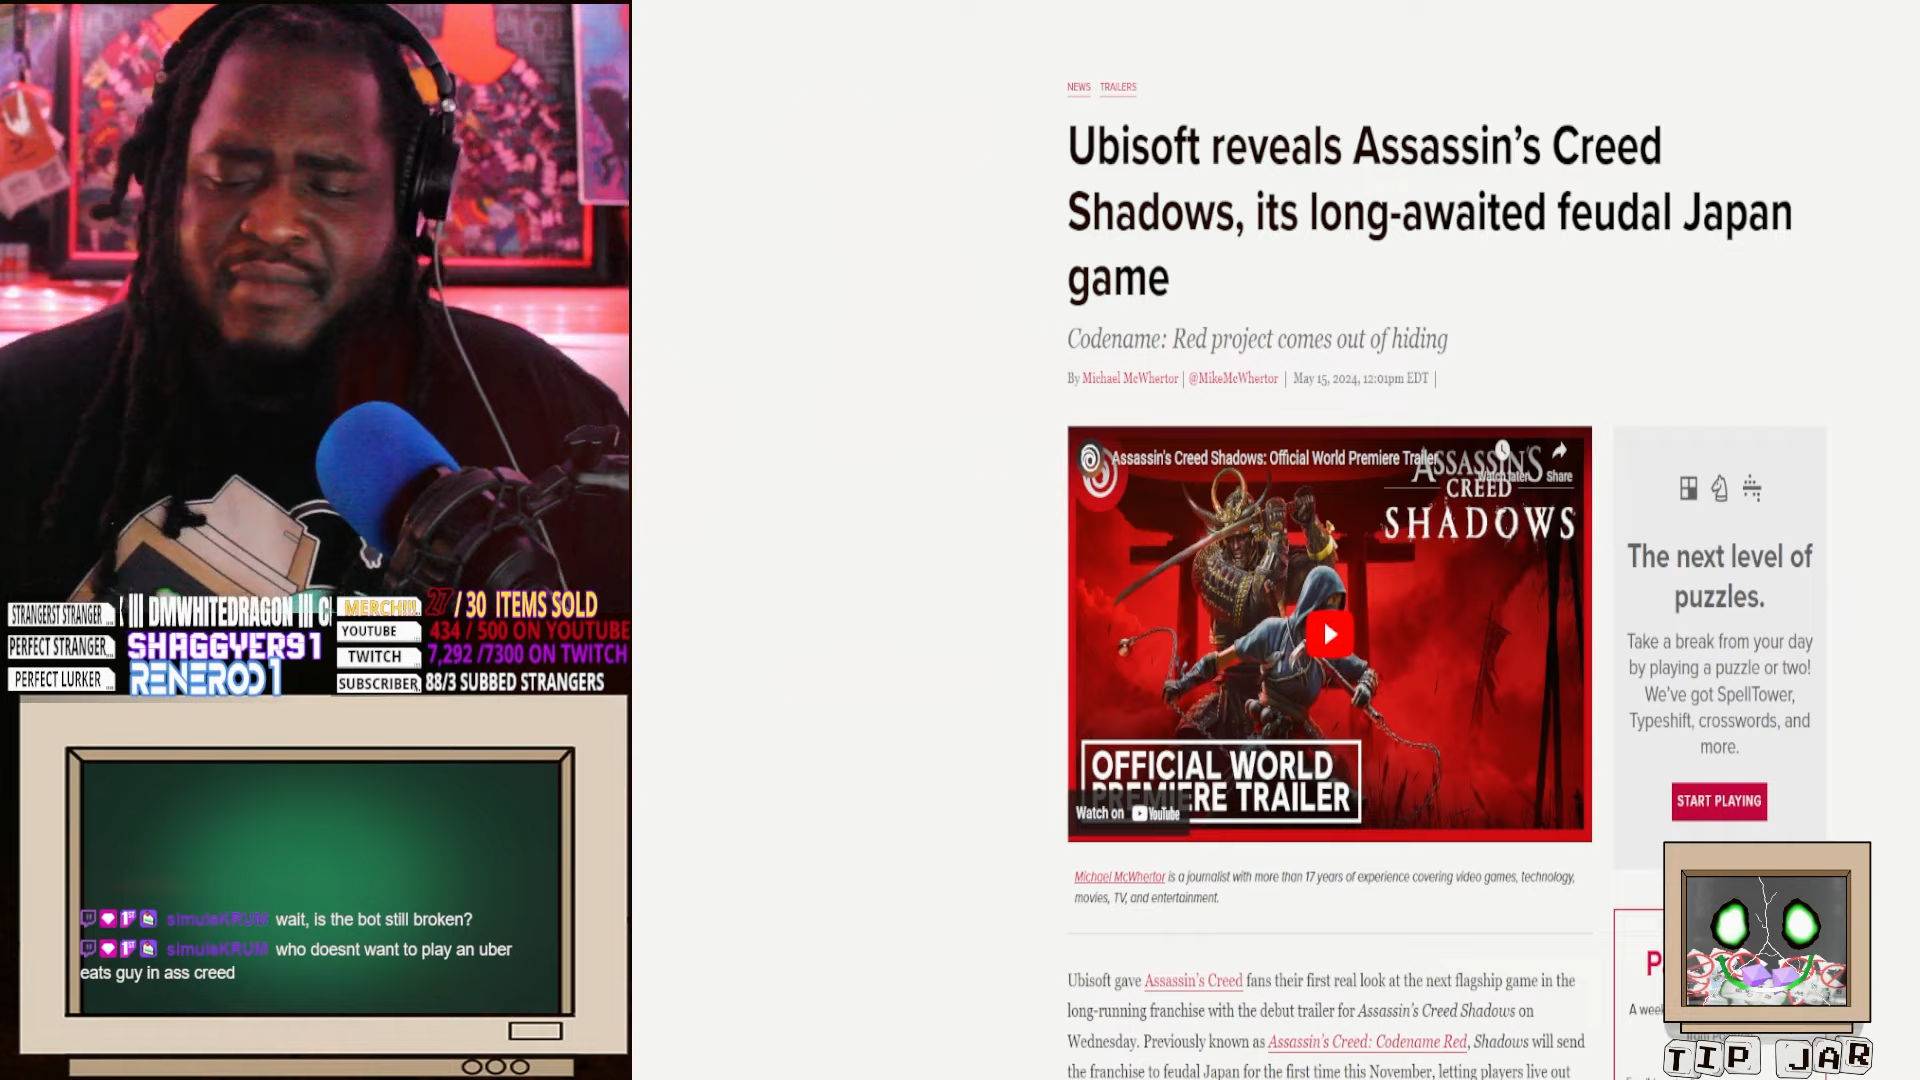 NEWS TRAILERS
Ubisoft reveals Assassin’s Creed
Shadows, its long-awaited feudal Japan
game
Codename: Red project comes out of hiding
By Michael McWhertor | @MikeMcWhertor | May 15, 2024, 12:01pm EDT |
Assassin's Creed Shadows: Official World Premiere Trailer
Watch later
Share
ASSASSIN'S
CREED
SHADOWS
OFFICIAL WORLD
PREMIERE TRAILER
Watch on YouTube
Michael McWhertor is a journalist with more than 17 years of experience covering video games, technology,
movies, TV, and entertainment.
Ubisoft gave Assassin's Creed fans their first real look at the next flagship game in the
long-running franchise with the debut trailer for Assassin's Creed Shadows on
Wednesday. Previously known as Assassin's Creed: Codename Red, Shadows will send
the franchise to feudal Japan for the first time this November, letting players live out
The next level of
puzzles.
Take a break from your day
by playing a puzzle or two!
We've got SpellTower,
Typeshift, crosswords, and
more.
START PLAYING
A week
TIP JAR
STRANGERST STRANGER
III DMWHITEDRAGON III
PERFECT STRANGER
SHAGGYER91
PERFECT LURKER
RENEROD1
MERCH!!!
27 / 30 ITEMS SOLD
YOUTUBE
434 / 500 ON YOUTUBE
TWITCH
7,292 /7300 ON TWITCH
SUBSCRIBER
88/3 SUBBED STRANGERS
simulaKRUM wait, is the bot still broken?
simulaKRUM who doesnt want to play an uber
eats guy in ass creed